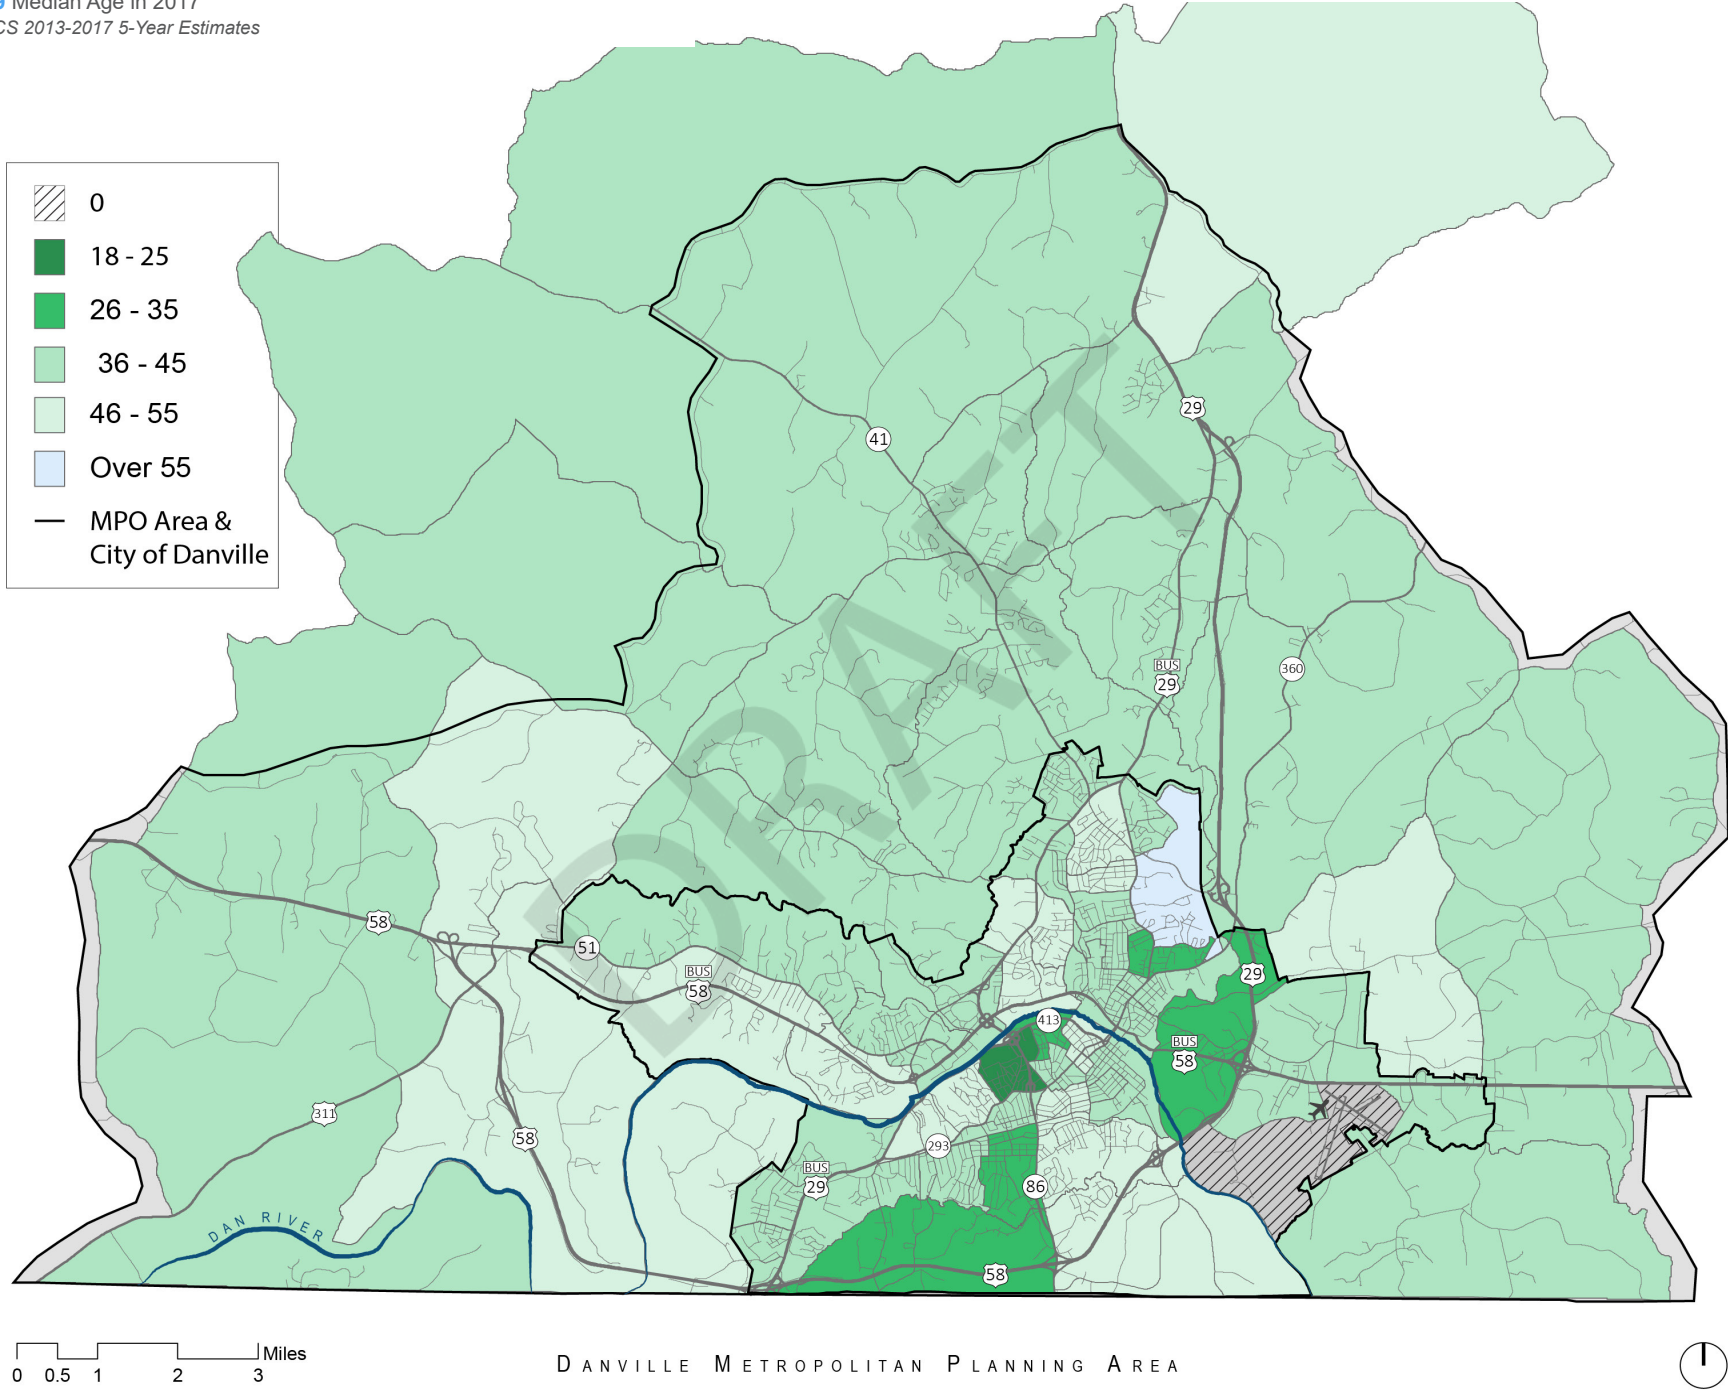 9 Median Age in 2017
CS 2013-2017 5-Year Estimates
0
18 - 25
26 - 35
36 - 45
46 - 55
Over 55
MPO Area &
City of Danville
29
41
BUS
29
360
58
51
BUS
58
29
413
BUS
58
311
58
293
BUS
29
86
DAN RIVER
58
DRAFT
Miles
0 0.5 1 2 3
DANVILLE METROPOLITAN PLANNING AREA